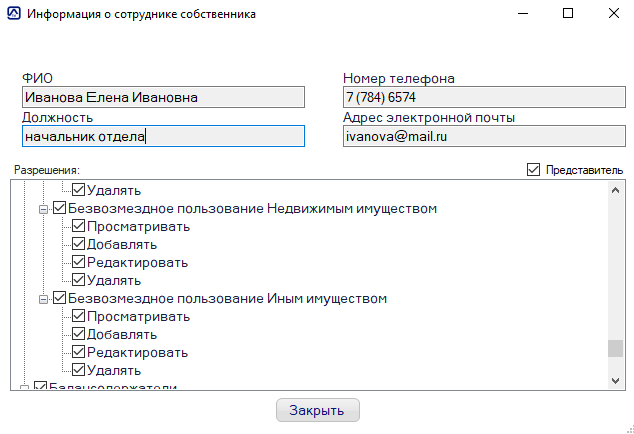 Информация о сотруднике собственника
ФИО
Номер телефона
Иванова Елена Ивановна
7 (784) 6574
Должность
Адрес электронной почты
начальник отдела
ivanova@mail.ru
Разрешения:
Представитель
Удалять
Безвозмездное пользование Недвижимым имуществом
Просматривать
Добавлять
Редактировать
Удалять
Безвозмездное пользование Иным имуществом
Просматривать
Добавлять
Редактировать
Удалять
Балансодержатели
Закрыть